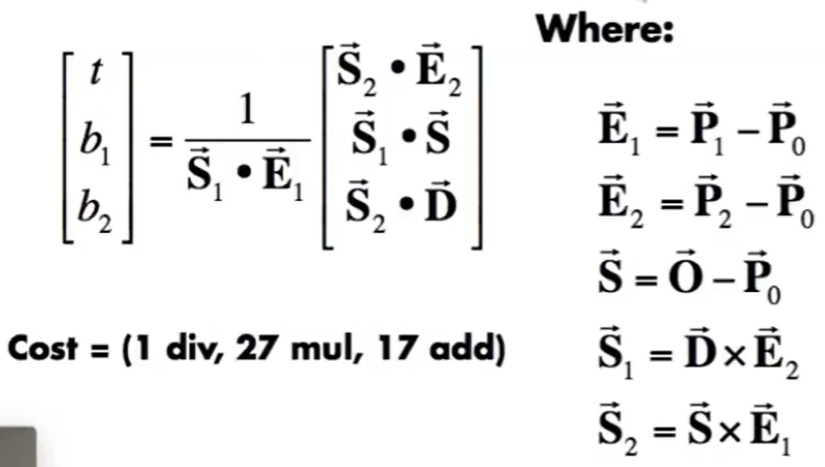 Where:
[t b₁ b₂] = 1 / (S⃗₁ • E⃗₁) [S⃗₂ • E⃗₂ S⃗₁ • S⃗ S⃗₂ • D⃗]
E⃗₁ = P⃗₁ − P⃗₀
E⃗₂ = P⃗₂ − P⃗₀
S⃗ = O⃗ − P⃗₀
S⃗₁ = D⃗ × E⃗₂
S⃗₂ = S⃗ × E⃗₁
Cost = (1 div, 27 mul, 17 add)